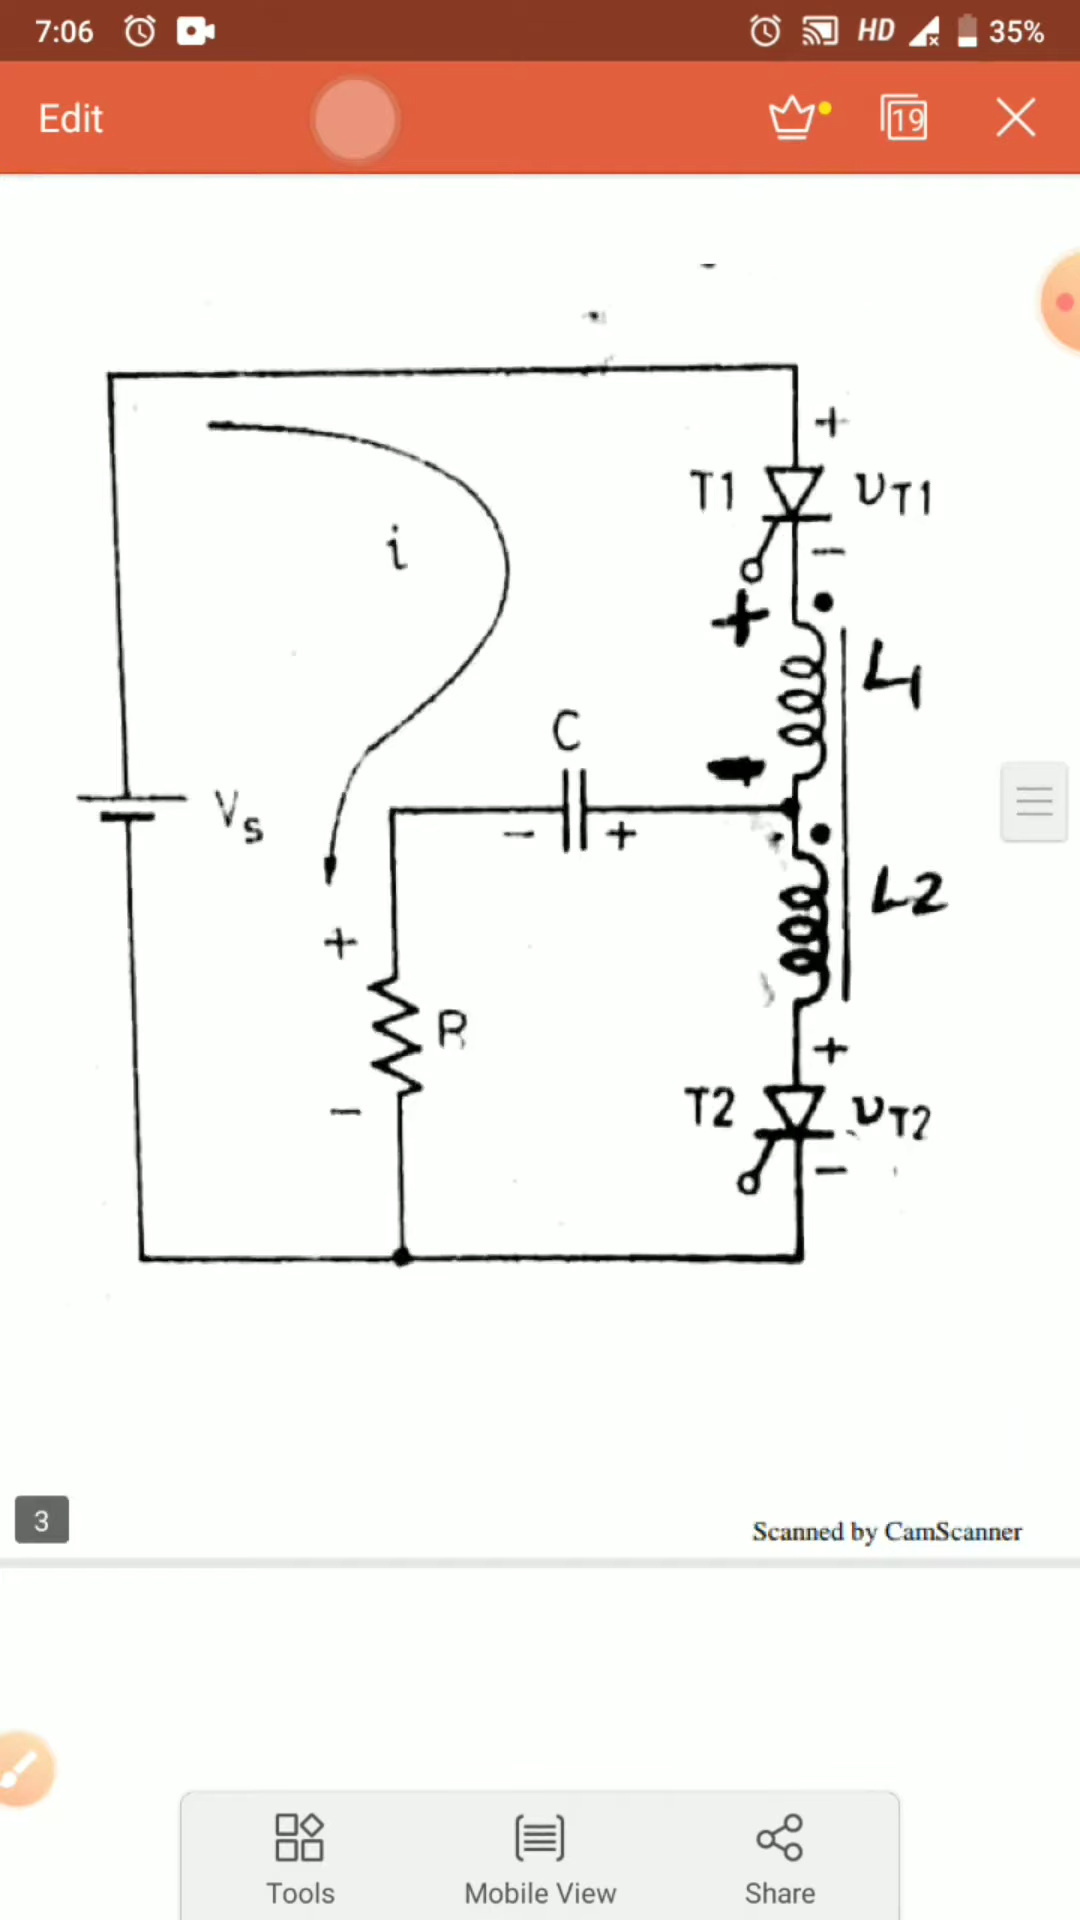 7:06 HD 35%
Edit 19
+
T1 υT1
i −
+
L1
C
−
Vs − +
L2
+
R
+
− T2 υT2
−
3
Scanned by CamScanner
Tools Mobile View Share